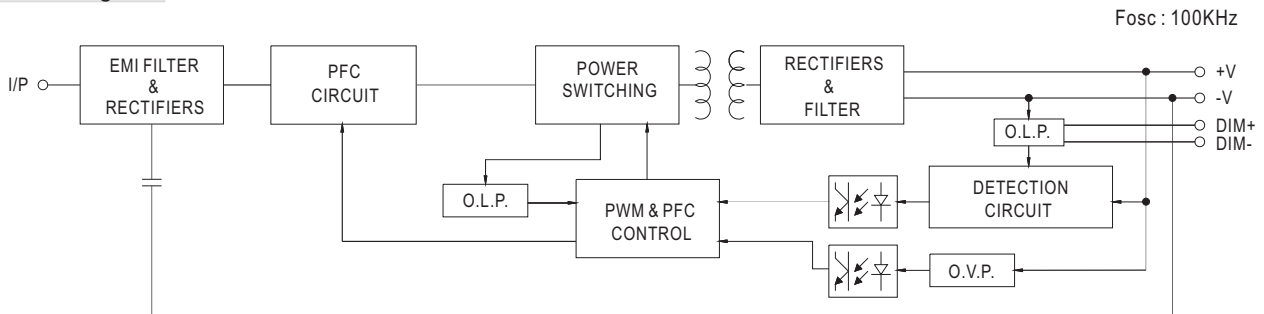 Fosc : 100KHz
I/P
EMI FILTER
&
RECTIFIERS
PFC
CIRCUIT
POWER
SWITCHING
RECTIFIERS
&
FILTER
+V
-V
DIM+
DIM-
O.L.P.
O.L.P.
PWM & PFC
CONTROL
DETECTION
CIRCUIT
O.V.P.